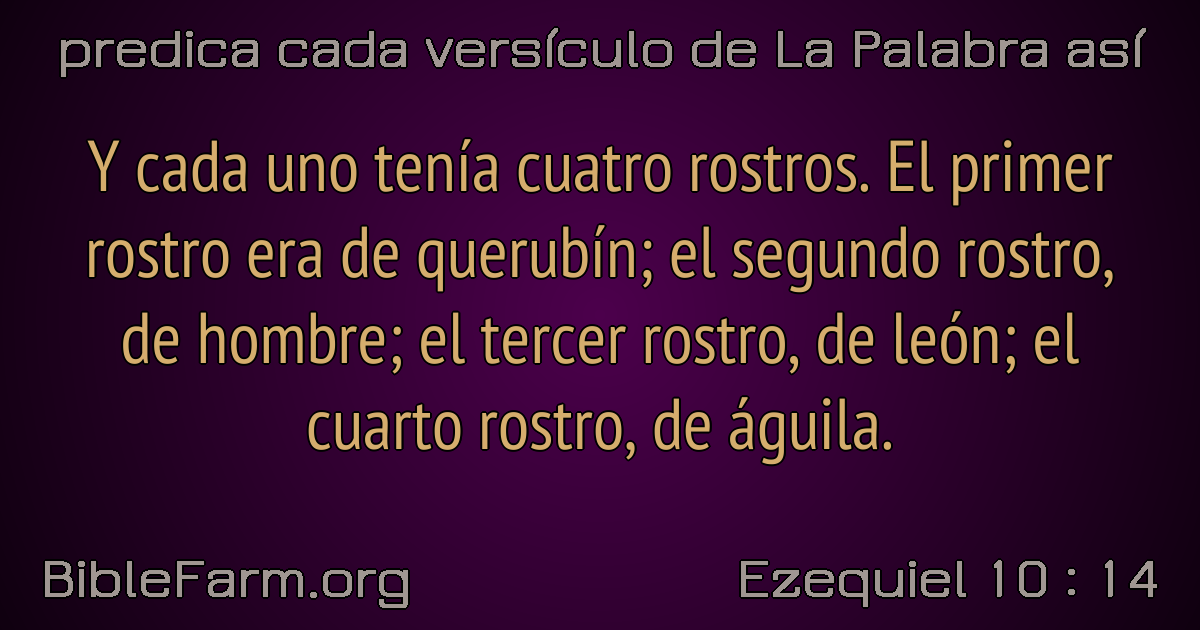 predica cada versículo de La Palabra así
Y cada uno tenía cuatro rostros. El primer
rostro era de querubín; el segundo rostro,
de hombre; el tercer rostro, de león; el
cuarto rostro, de águila.
BibleFarm.org
Ezequiel 10 : 14